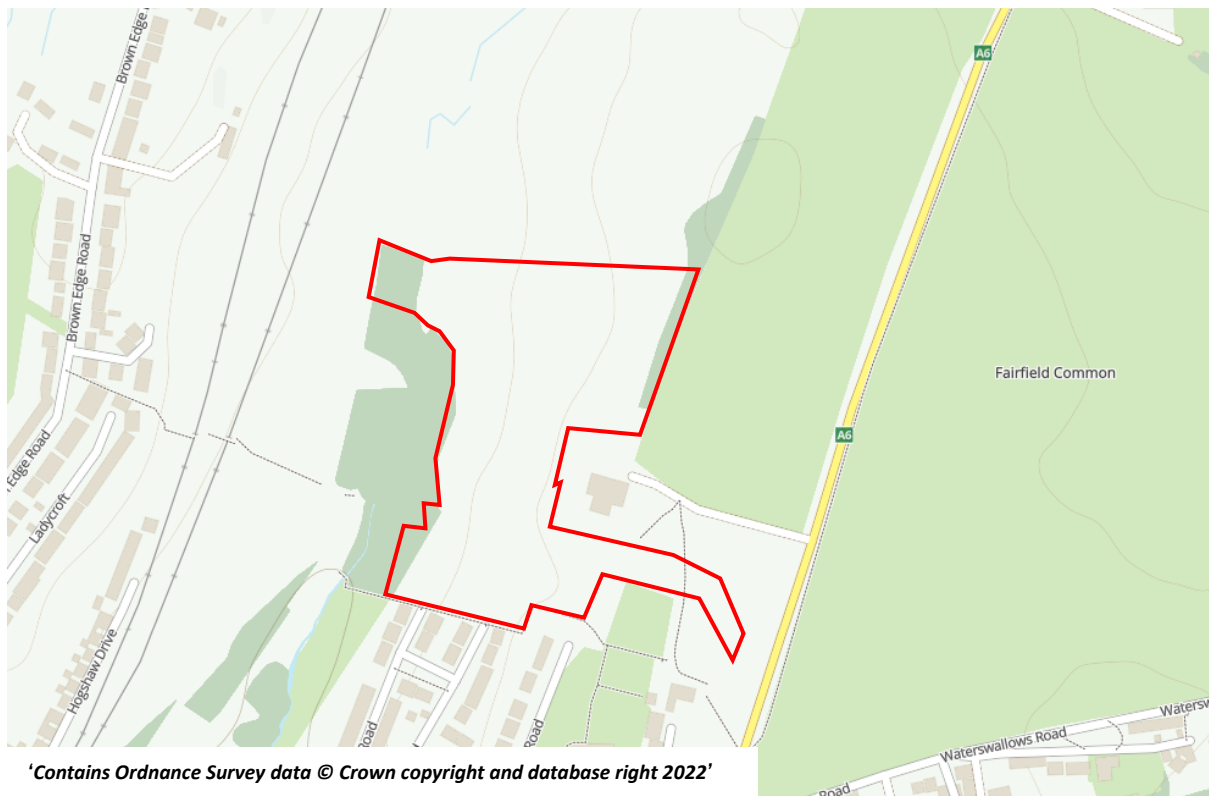 Brown Edge Road
A6
Brown Edge Road
Fairfield Common
A6
Edge Road
Ladycroft
Hogshaw Drive
Road
Road
Waterswallows Road
Road
‘Contains Ordnance Survey data © Crown copyright and database right 2022’